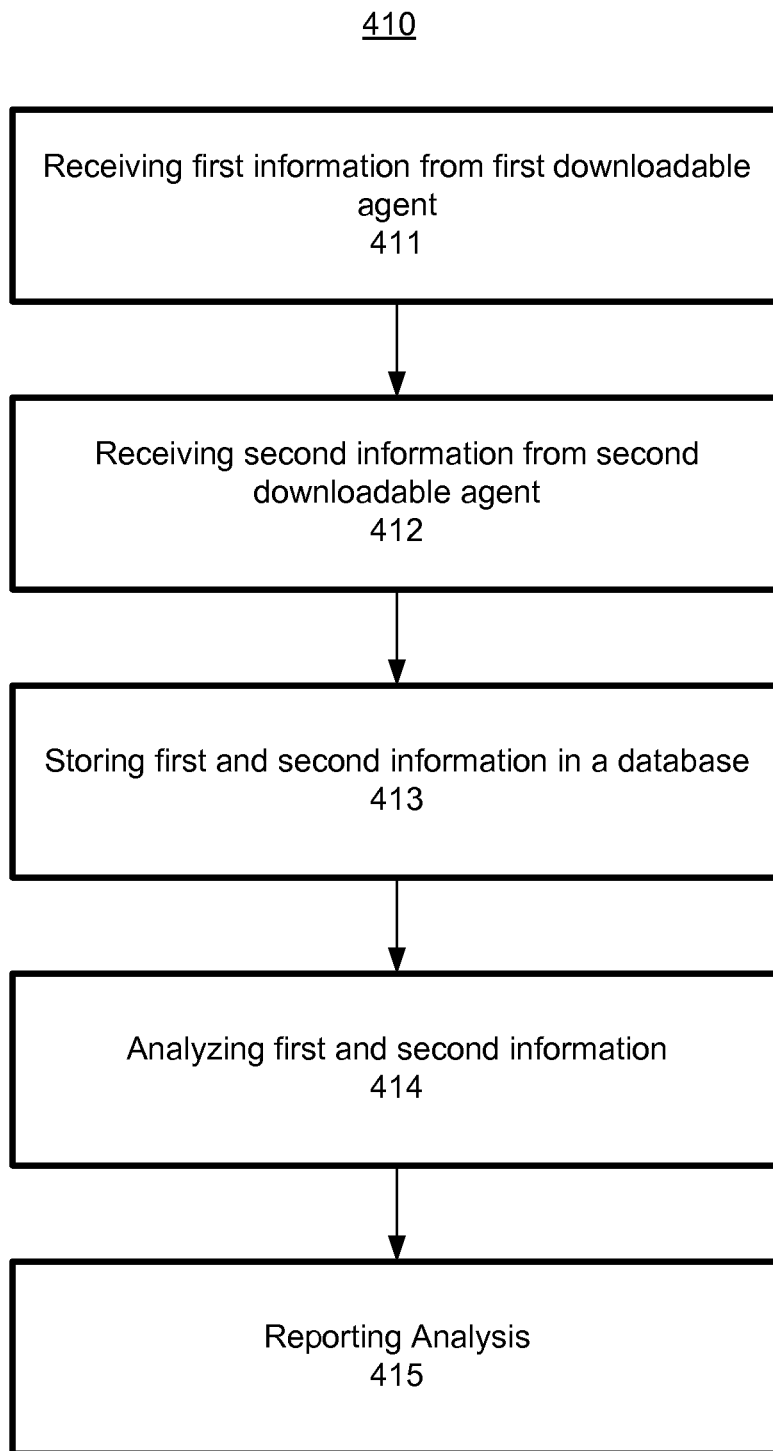 410
Receiving first information from first downloadable
agent
411
Receiving second information from second
downloadable agent
412
Storing first and second information in a database
413
Analyzing first and second information
414
Reporting Analysis
415